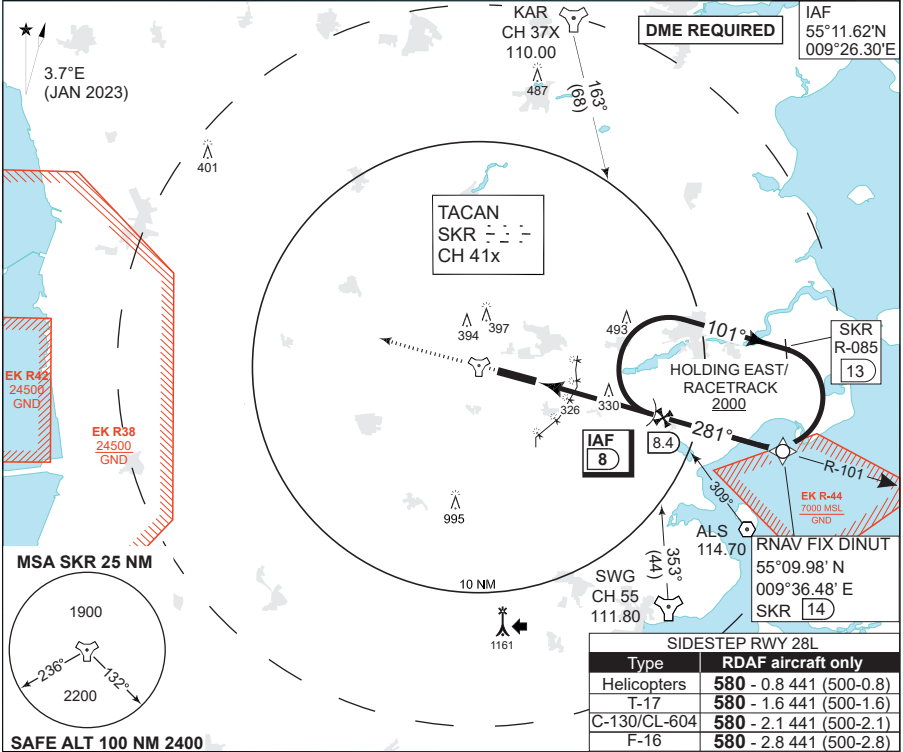 KAR
CH 37X
110.00
DME REQUIRED
IAF
55°11.62'N
009°26.30'E
3.7°E
(JAN 2023)
163°
(68)
487
401
TACAN
SKR
CH 41x
394
397
493
101°
SKR
R-085
13
HOLDING EAST/
RACETRACK
2000
EK R42
24500
GND
EK R38
24500
GND
326
330
IAF
8
8.4
281°
R-101
EK R-44
7000 MSL
GND
309°
995
ALS
114.70
RNAV FIX DINUT
55°09.98' N
009°36.48' E
SKR 14
353°
(44)
SWG
CH 55
111.80
10 NM
1161
MSA SKR 25 NM
1900
236°
132°
2200
SAFE ALT 100 NM 2400
SIDESTEP RWY 28L
Type RDAF aircraft only
Helicopters 580 - 0.8 441 (500-0.8)
T-17 580 - 1.6 441 (500-1.6)
C-130/CL-604 580 - 2.1 441 (500-2.1)
F-16 580 - 2.8 441 (500-2.8)